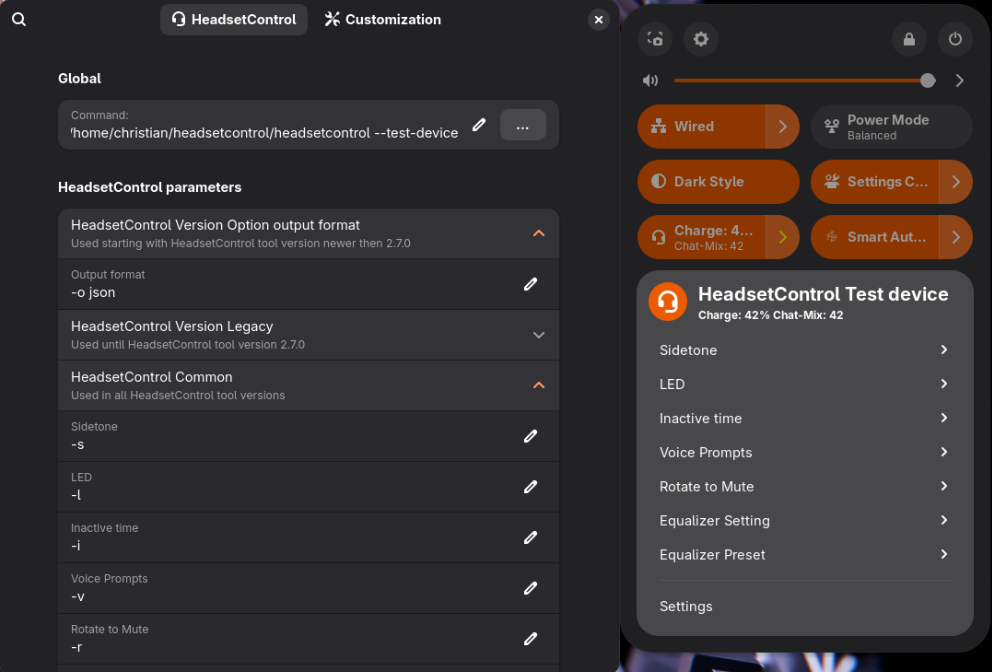 HeadsetControl
Customization
Global
Command:
/home/christian/headsetcontrol/headsetcontrol --test-device
...
HeadsetControl parameters
HeadsetControl Version Option output format
Used starting with HeadsetControl tool version newer then 2.7.0
Output format
-o json
HeadsetControl Version Legacy
Used until HeadsetControl tool version 2.7.0
HeadsetControl Common
Used in all HeadsetControl tool versions
Sidetone
-s
LED
-l
Inactive time
-i
Voice Prompts
-v
Rotate to Mute
-r
Wired
Power Mode
Balanced
Dark Style
Settings C...
Charge: 4...
Chat-Mix: 42
Smart Aut...
HeadsetControl Test device
Charge: 42% Chat-Mix: 42
Sidetone
LED
Inactive time
Voice Prompts
Rotate to Mute
Equalizer Setting
Equalizer Preset
Settings